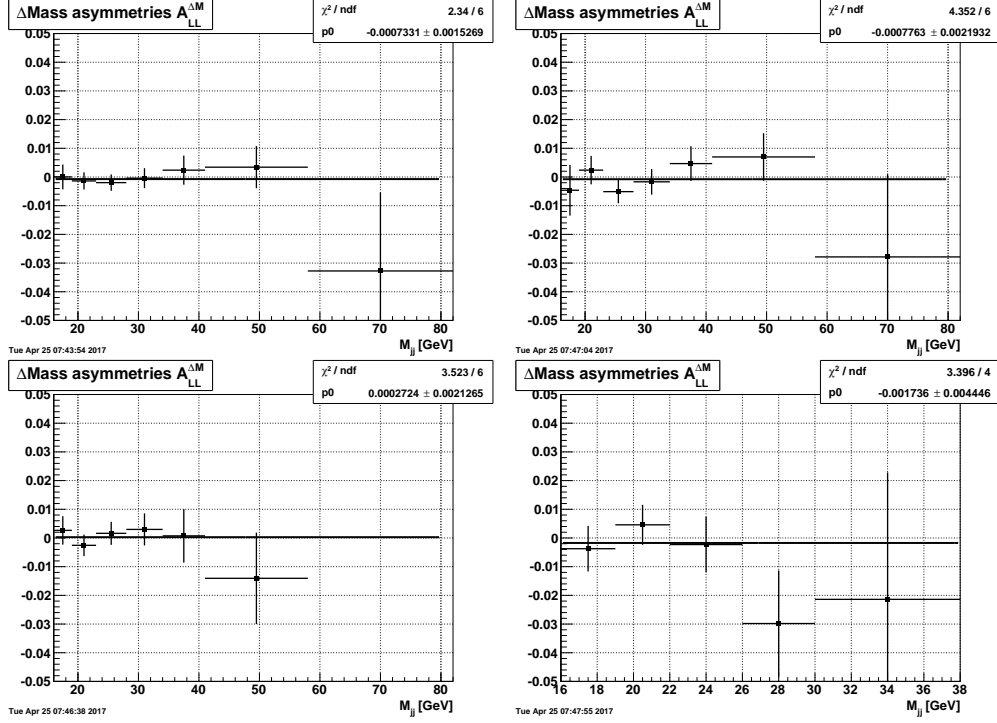 ΔMass asymmetries A_LL^ΔM
χ² / ndf 2.34 / 6
p0 -0.0007331 ± 0.0015269
0.05
0.04
0.03
0.02
0.01
0
-0.01
-0.02
-0.03
-0.04
-0.05
20 30 40 50 60 70 80
M_jj [GeV]
Tue Apr 25 07:43:54 2017
ΔMass asymmetries A_LL^ΔM
χ² / ndf 4.352 / 6
p0 -0.0007763 ± 0.0021932
0.05
0.04
0.03
0.02
0.01
0
-0.01
-0.02
-0.03
-0.04
-0.05
20 30 40 50 60 70 80
M_jj [GeV]
Tue Apr 25 07:47:04 2017
ΔMass asymmetries A_LL^ΔM
χ² / ndf 3.523 / 6
p0 0.0002724 ± 0.0021265
0.05
0.04
0.03
0.02
0.01
0
-0.01
-0.02
-0.03
-0.04
-0.05
20 30 40 50 60 70 80
M_jj [GeV]
Tue Apr 25 07:46:38 2017
ΔMass asymmetries A_LL^ΔM
χ² / ndf 3.396 / 4
p0 -0.001736 ± 0.004446
0.05
0.04
0.03
0.02
0.01
0
-0.01
-0.02
-0.03
-0.04
-0.05
16 18 20 22 24 26 28 30 32 34 36 38
M_jj [GeV]
Tue Apr 25 07:47:55 2017